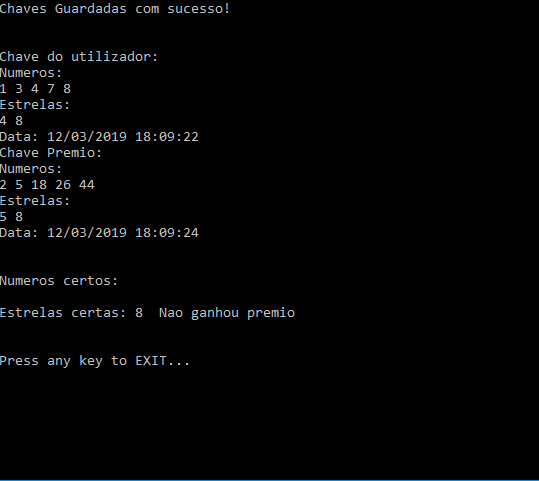 Chaves Guardadas com sucesso!
Chave do utilizador:
Numeros:
1 3 4 7 8
Estrelas:
4 8
Data: 12/03/2019 18:09:22
Chave Premio:
Numeros:
2 5 18 26 44
Estrelas:
5 8
Data: 12/03/2019 18:09:24
Numeros certos:
Estrelas certas: 8  Nao ganhou premio
Press any key to EXIT...